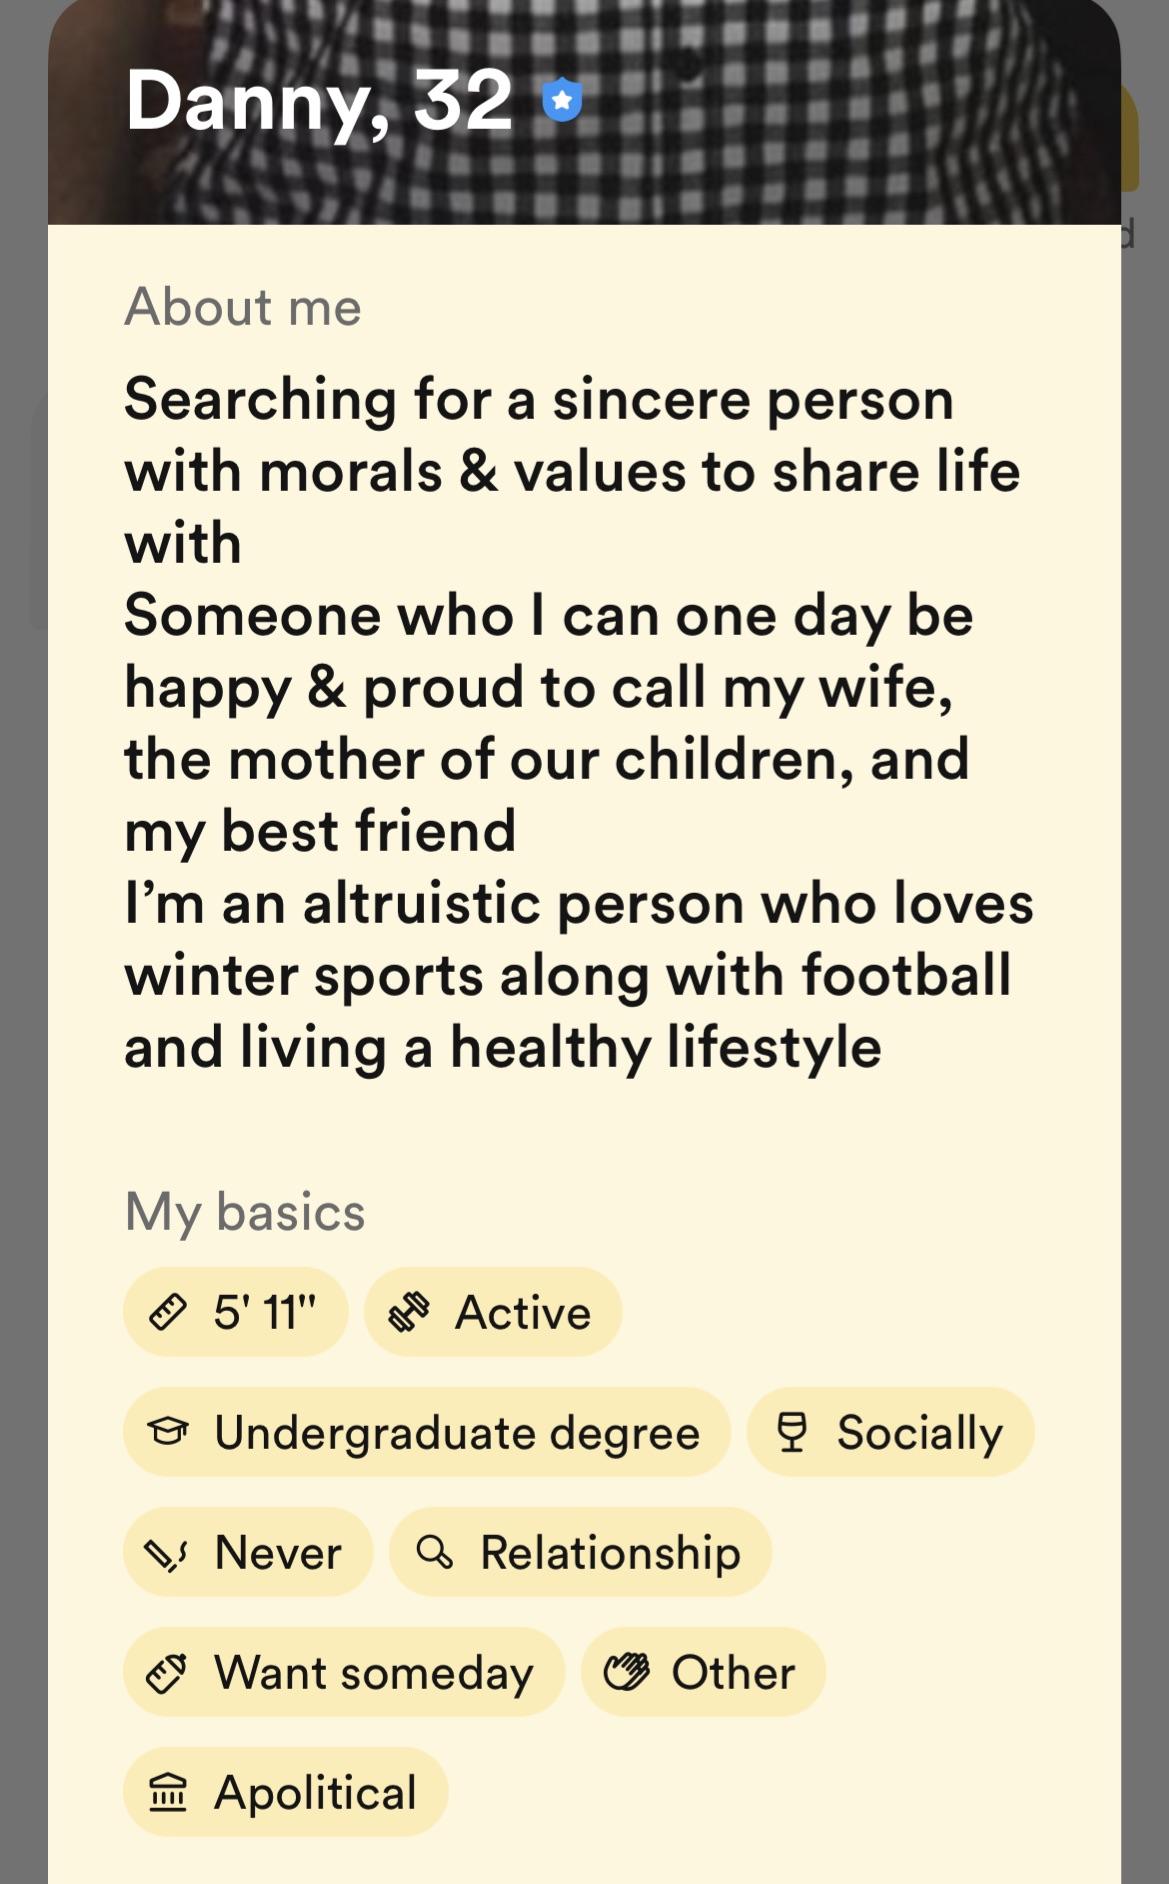 Danny, 32
d
About me
Searching for a sincere person
with morals & values to share life
with
Someone who I can one day be
happy & proud to call my wife,
the mother of our children, and
my best friend
I’m an altruistic person who loves
winter sports along with football
and living a healthy lifestyle
My basics
5' 11"
Active
Undergraduate degree
Socially
Never
Relationship
Want someday
Other
Apolitical